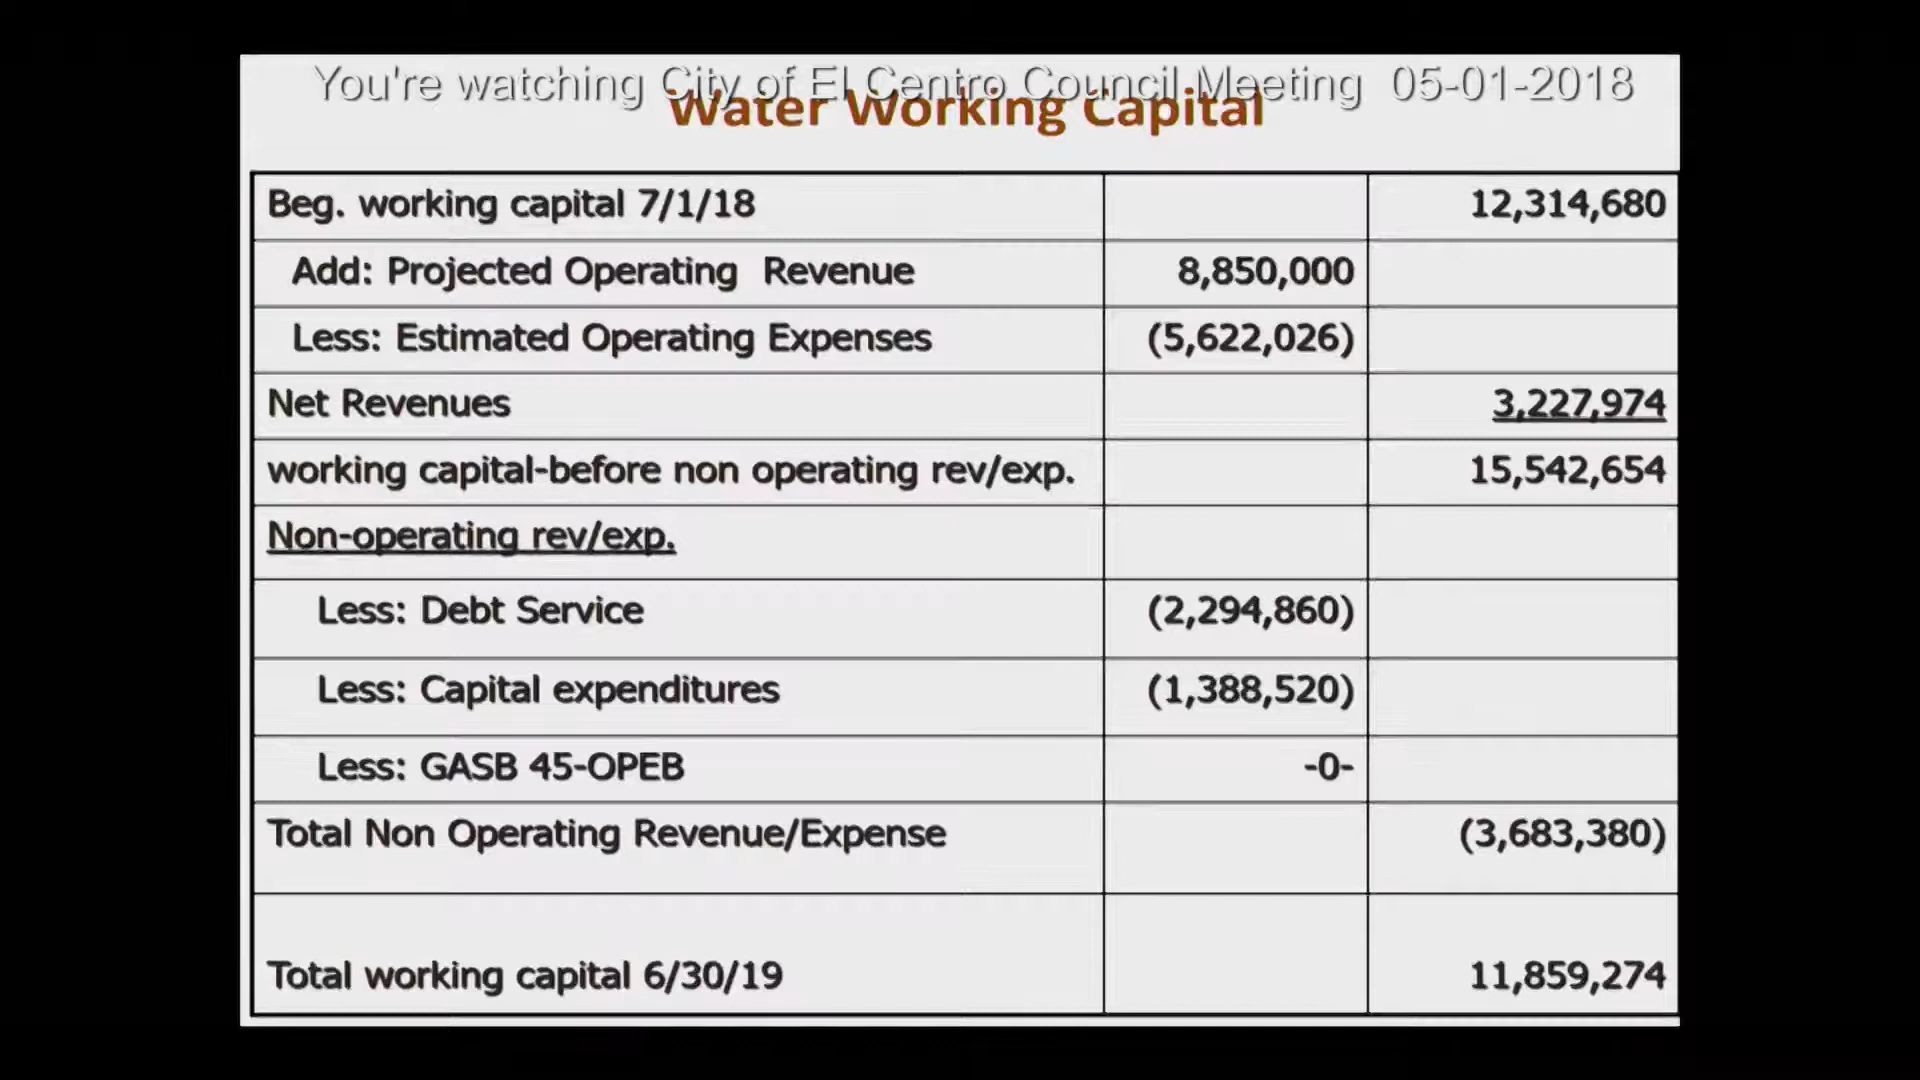 You're watching City of El Centro Council Meeting 05-01-2018
Water Working Capital
Beg. working capital 7/1/18 12,314,680
Add: Projected Operating Revenue 8,850,000
Less: Estimated Operating Expenses (5,622,026)
Net Revenues 3,227,974
working capital-before non operating rev/exp. 15,542,654
Non-operating rev/exp.
Less: Debt Service (2,294,860)
Less: Capital expenditures (1,388,520)
Less: GASB 45-OPEB -0-
Total Non Operating Revenue/Expense (3,683,380)
Total working capital 6/30/19 11,859,274